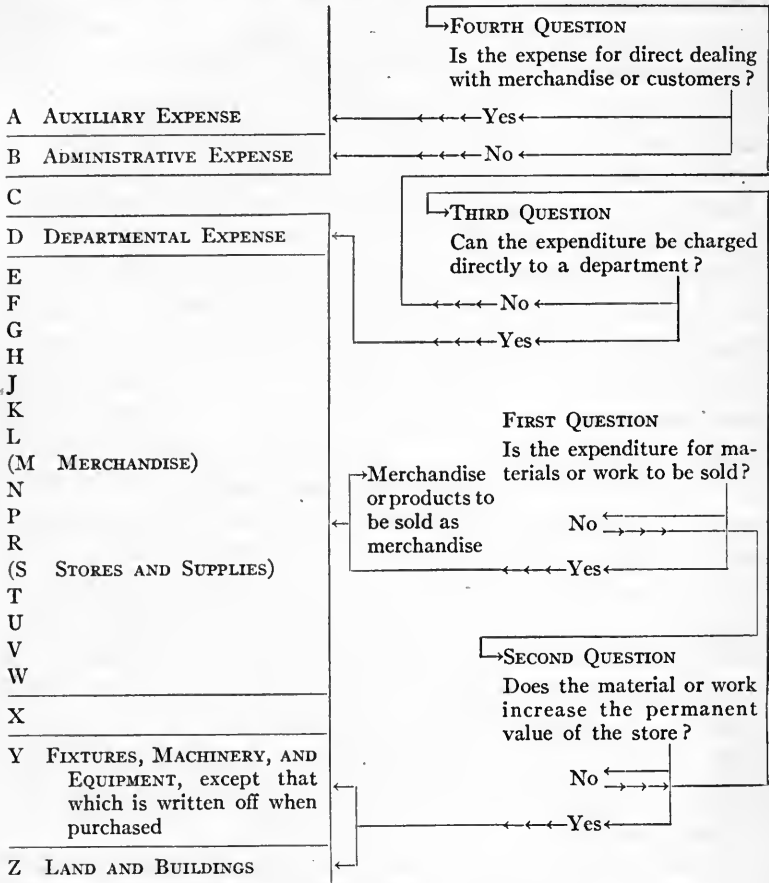 FOURTH QUESTION
Is the expense for direct dealing
with merchandise or customers?
A AUXILIARY EXPENSE
Yes
B ADMINISTRATIVE EXPENSE
No
C
THIRD QUESTION
D DEPARTMENTAL EXPENSE
Can the expenditure be charged
directly to a department?
E
F
No
G
Yes
H
J
K
L
FIRST QUESTION
Is the expenditure for ma-
terials or work to be sold?
(M MERCHANDISE)
Merchandise
or products to
be sold as
merchandise
N
P
No
R
(S STORES AND SUPPLIES)
Yes
T
U
V
W
SECOND QUESTION
Does the material or work
increase the permanent
value of the store?
X
Y FIXTURES, MACHINERY, AND
EQUIPMENT, except that
which is written off when
purchased
No
Yes
Z LAND AND BUILDINGS